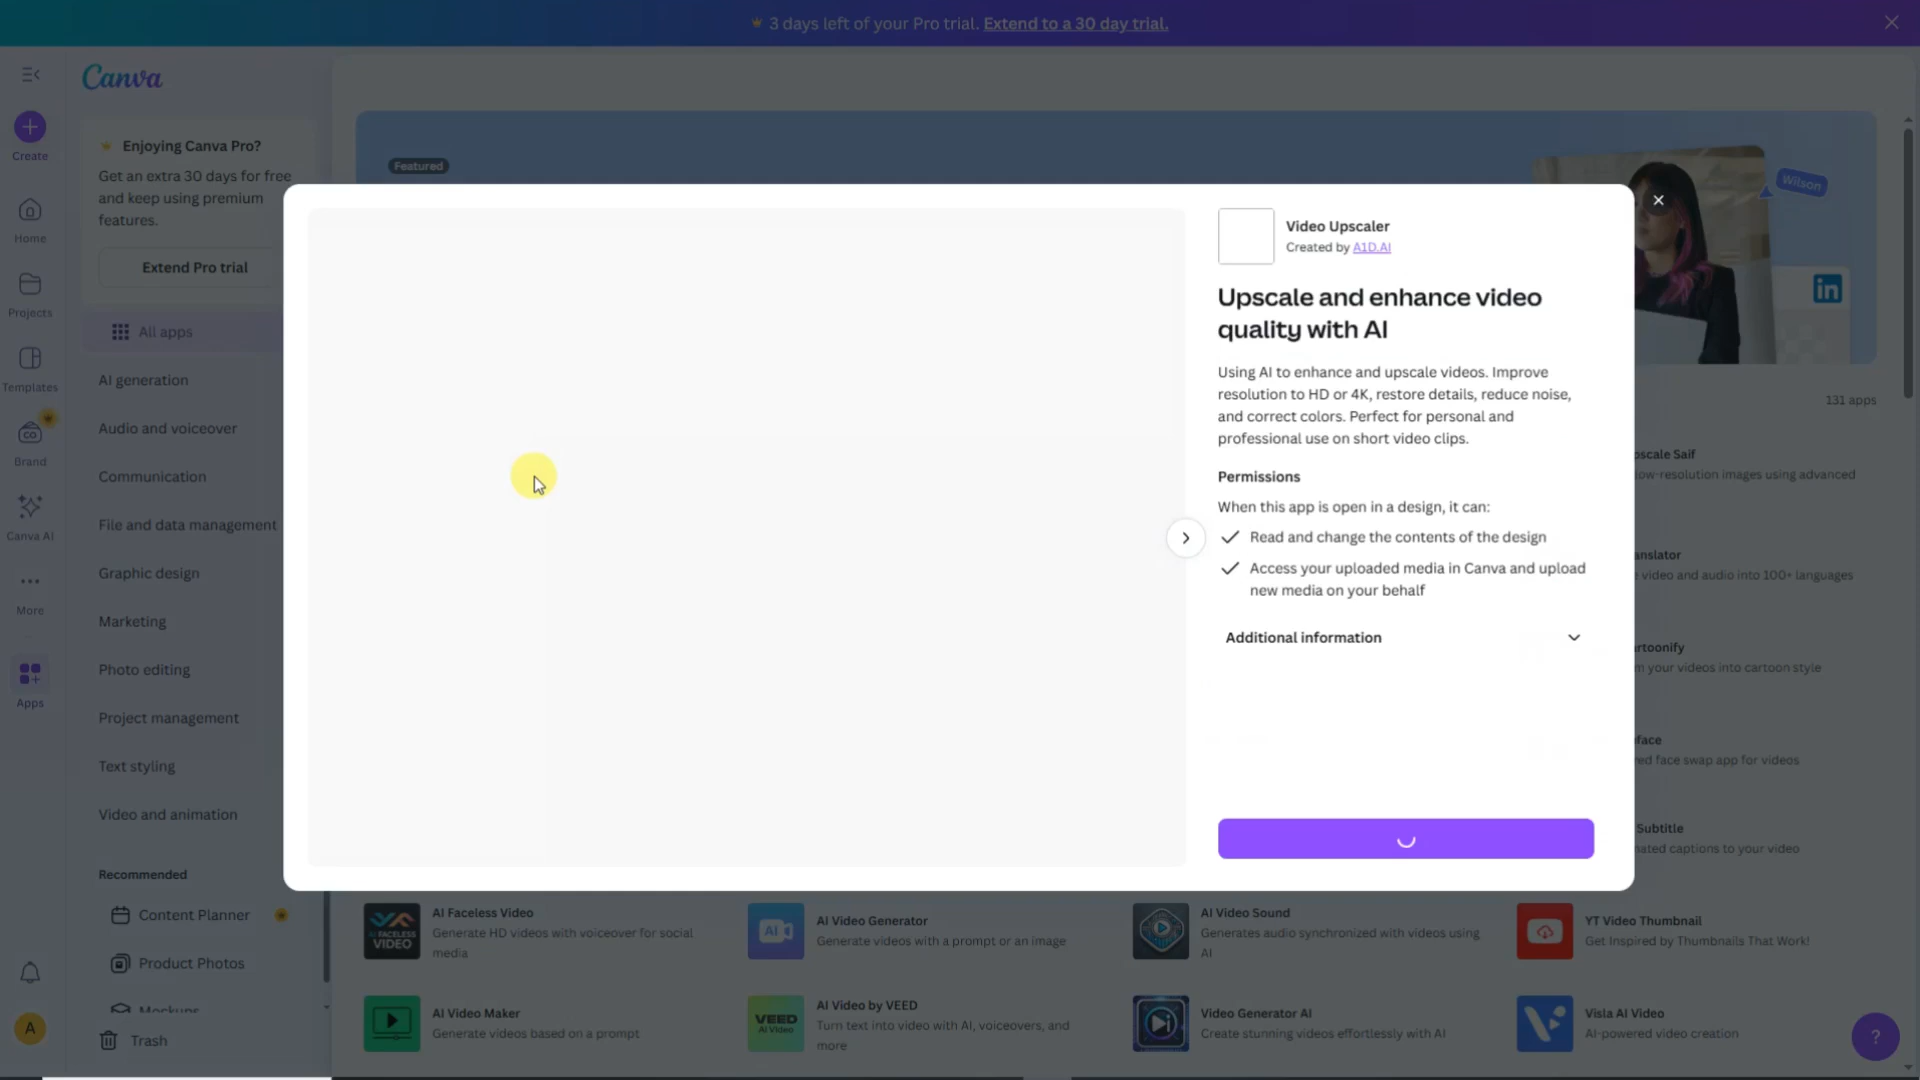 3 days left of your Pro trial. Extend to a 30 day trial.
Canva
Create
Home
Projects
Templates
Brand
Canva AI
More
Apps
A
Enjoying Canva Pro?
Get an extra 30 days for free
and keep using premium
features.
Extend Pro trial
All apps
AI generation
Audio and voiceover
Communication
File and data management
Graphic design
Marketing
Photo editing
Project management
Text styling
Video and animation
Recommended
Content Planner
Product Photos
Mockups
Trash
Featured
Wilson
in
131 apps
Video Upscaler
Created by A1D.AI
Upscale and enhance video
quality with AI
Using AI to enhance and upscale videos. Improve
resolution to HD or 4K, restore details, reduce noise,
and correct colors. Perfect for personal and
professional use on short video clips.
Permissions
When this app is open in a design, it can:
Read and change the contents of the design
Access your uploaded media in Canva and upload
new media on your behalf
Additional information
Saif
low-resolution images using advanced
video and audio into 100+ languages
your videos into cartoon style
face swap app for videos
Subtitle
captions to your video
AI FACELESS VIDEO
AI Faceless Video
Generate HD videos with voiceover for social
media
AI
AI Video Generator
Generate videos with a prompt or an image
AI Video Sound
Generates audio synchronized with videos using
AI
YT Video Thumbnail
Get Inspired by Thumbnails That Work!
AI Video Maker
Generate videos based on a prompt
VEED
AI Video
AI Video by VEED
Turn text into video with AI, voiceovers, and
more
Video Generator AI
Create stunning videos effortlessly with AI
Visla AI Video
AI-powered video creation
?